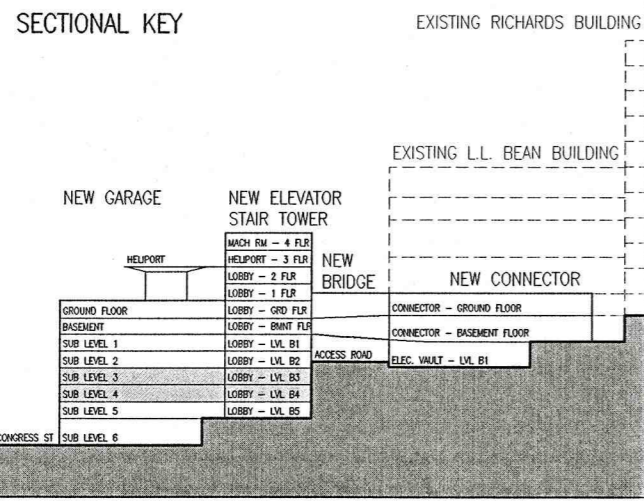 SECTIONAL KEY
EXISTING RICHARDS BUILDING
EXISTING L.L. BEAN BUILDING
NEW GARAGE
NEW ELEVATOR
STAIR TOWER
NEW
BRIDGE
NEW CONNECTOR
HELIPORT
MACH RM - 4 FLR
HELIPORT - 3 FLR
LOBBY - 2 FLR
LOBBY - 1 FLR
GROUND FLOOR
LOBBY - GRD FLR
CONNECTOR - GROUND FLOOR
BASEMENT
LOBBY - BMNT FLR
CONNECTOR - BASEMENT FLOOR
SUB LEVEL 1
LOBBY - LVL B1
SUB LEVEL 2
LOBBY - LVL B2
ACCESS ROAD
ELEC. VAULT - LVL B1
SUB LEVEL 3
LOBBY - LVL B3
SUB LEVEL 4
LOBBY - LVL B4
SUB LEVEL 5
LOBBY - LVL B5
CONGRESS ST
SUB LEVEL 6